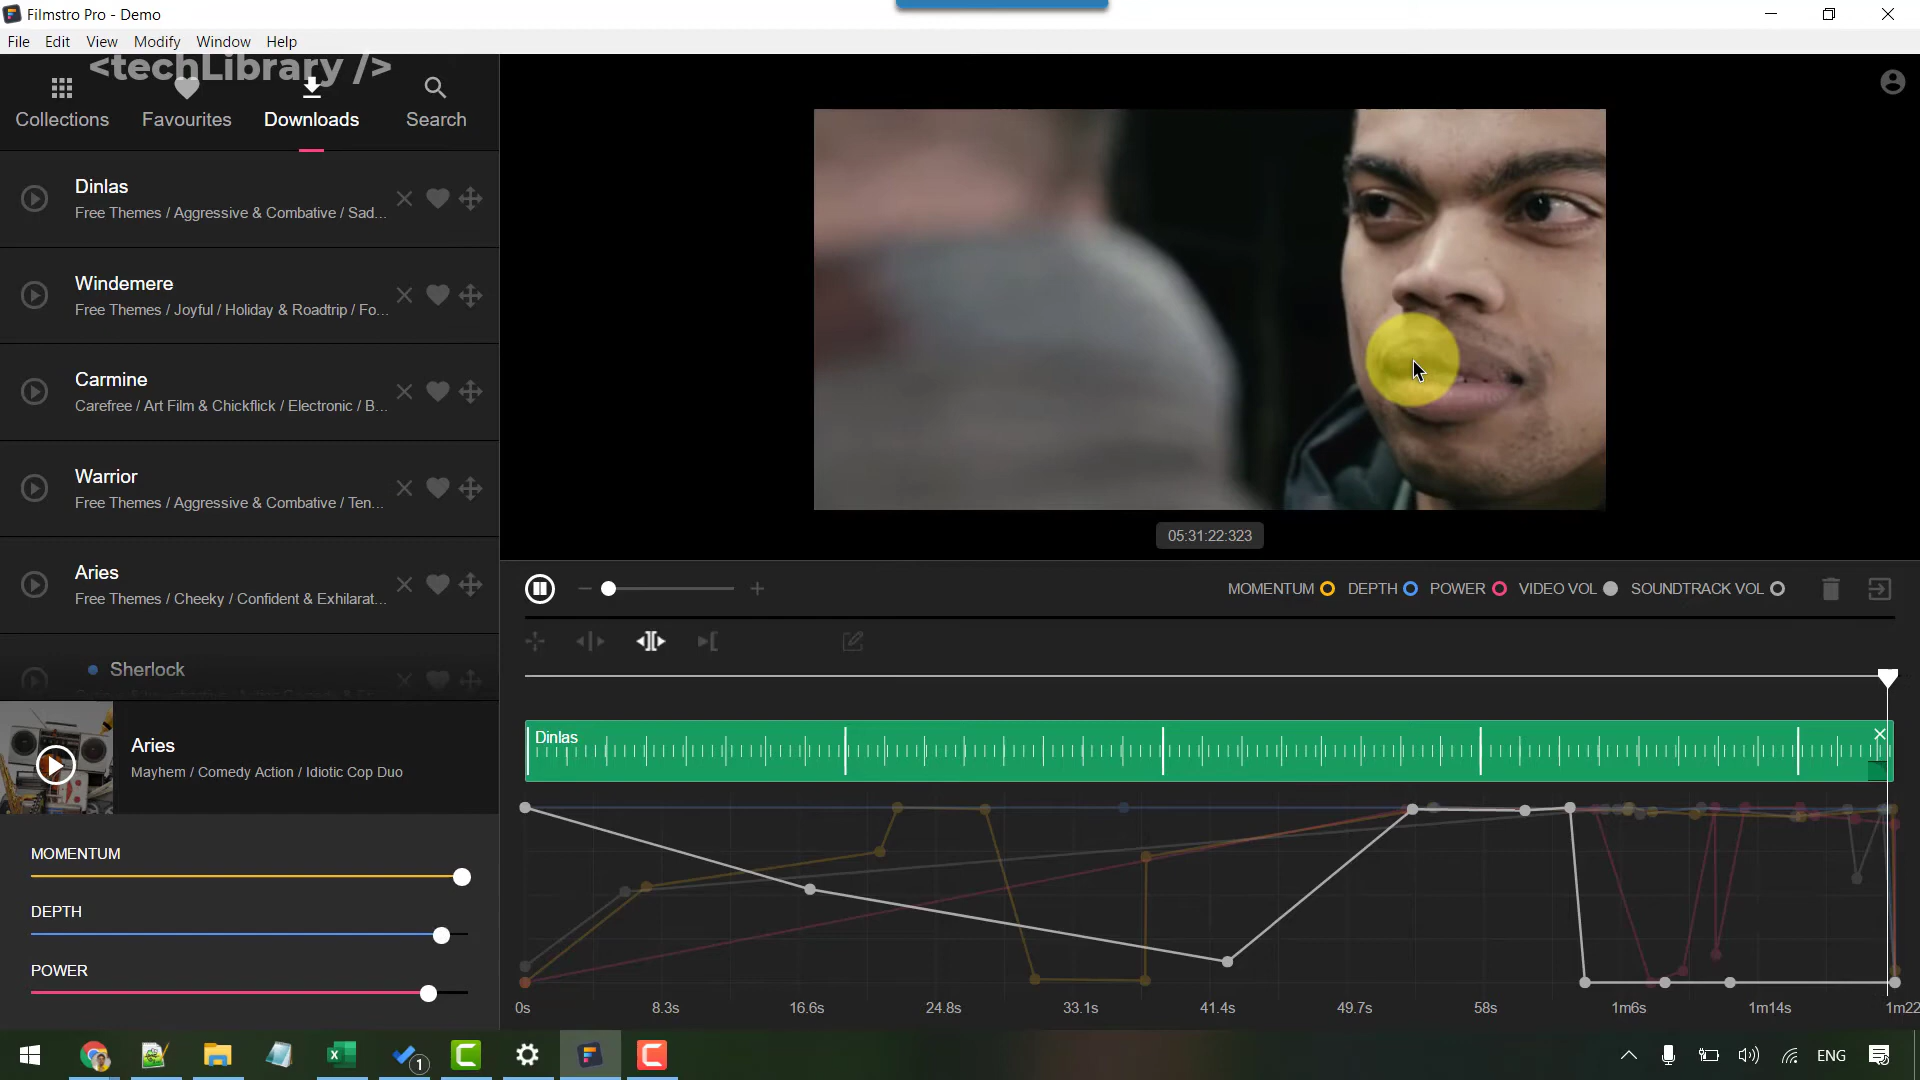 Filmstro Pro - Demo
File Edit View Modify Window Help
<techLibrary />
Collections Favourites Downloads Search
Dinlas
Free Themes / Aggressive & Combative / Sad...
Windemere
Free Themes / Joyful / Holiday & Roadtrip / Fo...
Carmine
Carefree / Art Film & Chickflick / Electronic / B...
Warrior
Free Themes / Aggressive & Combative / Ten...
Aries
Free Themes / Cheeky / Confident & Exhilarat...
Sherlock
Aries
Mayhem / Comedy Action / Idiotic Cop Duo
MOMENTUM
DEPTH
POWER
05:31:22:323
MOMENTUM DEPTH POWER VIDEO VOL SOUNDTRACK VOL
Dinlas
0s 8.3s 16.6s 24.8s 33.1s 41.4s 49.7s 58s 1m6s 1m14s 1m22
1
ENG